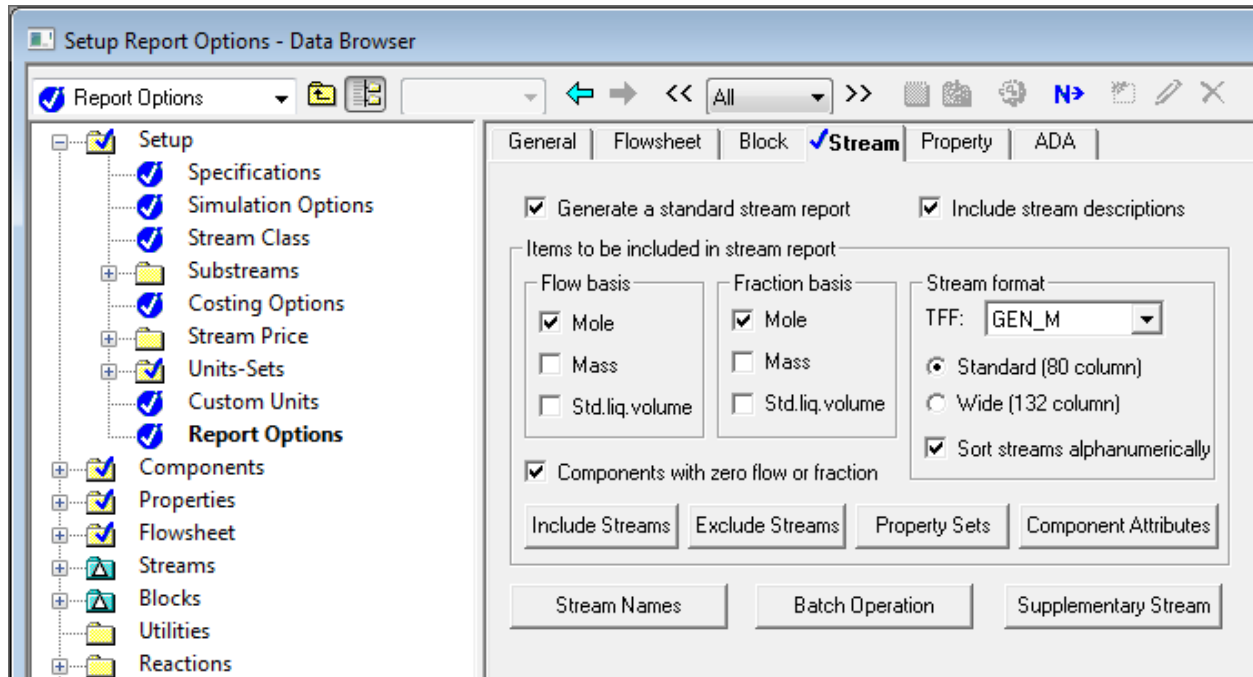 Setup Report Options - Data Browser
Report Options
All
<<
>>
N
Setup
Specifications
Simulation Options
Stream Class
Substreams
Costing Options
Stream Price
Units-Sets
Custom Units
Report Options
Components
Properties
Flowsheet
Streams
Blocks
Utilities
Reactions
General Flowsheet Block Stream Property ADA
Generate a standard stream report Include stream descriptions
Items to be included in stream report
Flow basis
Mole
Mass
Std.liq.volume
Fraction basis
Mole
Mass
Std.liq.volume
Stream format
TFF: GEN_M
Standard (80 column)
Wide (132 column)
Sort streams alphanumerically
Components with zero flow or fraction
Include Streams Exclude Streams Property Sets Component Attributes
Stream Names Batch Operation Supplementary Stream